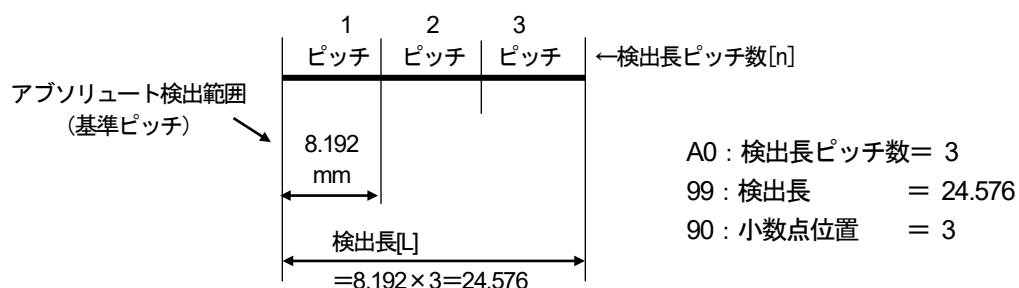 1 2 3
ピッチ ピッチ ピッチ ←検出長ピッチ数[n]
アブソリュート検出範囲
（基準ピッチ）
8.192
mm
検出長[L]
＝8.192×3＝24.576
A0：検出長ピッチ数＝ 3
99：検出長 ＝ 24.576
90：小数点位置 ＝ 3